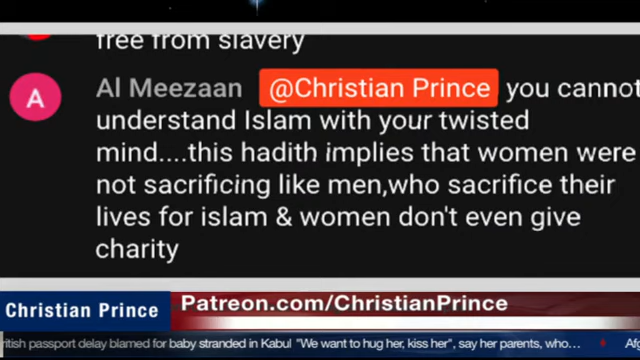 free from slavery
A
Al Meezaan @Christian Prince you cannot
understand Islam with your twisted
mind....this hadith implies that women were
not sacrificing like men,who sacrifice their
lives for islam & women don't even give
charity
Christian Prince
Patreon.com/ChristianPrince
ritish passport delay blamed for baby stranded in Kabul "We want to hug her, kiss her", say her parents, who... Af